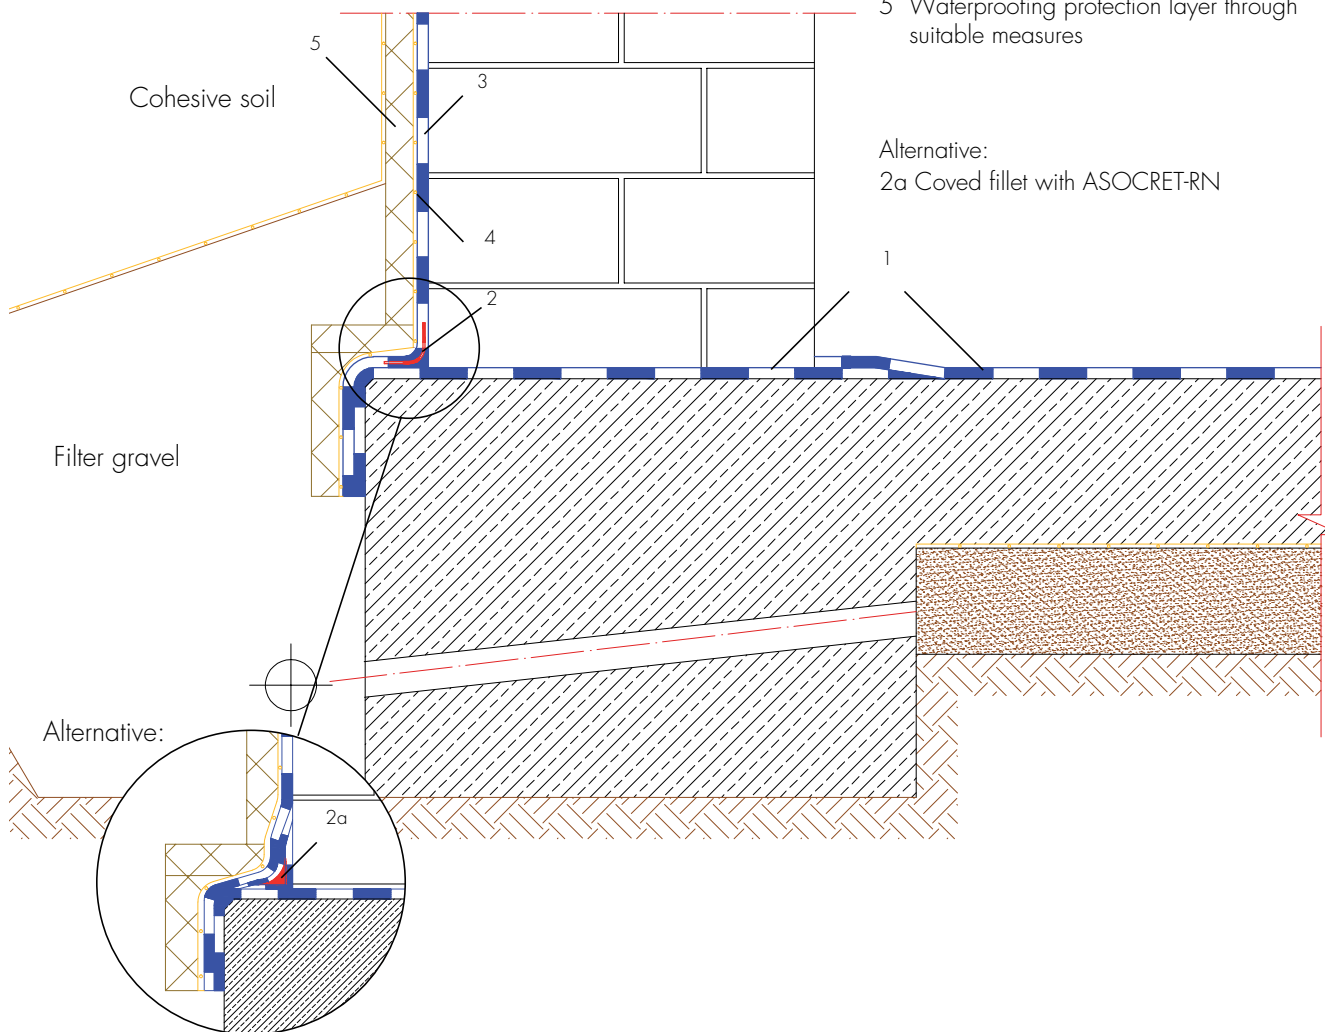 5 Waterproofing protection layer through
suitable measures
5
3
Cohesive soil
Alternative:
2a Coved fillet with ASOCRET-RN
4
1
2
Filter gravel
Alternative:
2a